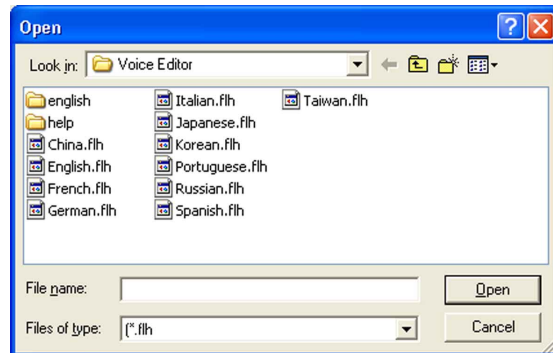 Open
Look in: Voice Editor
english
help
China.flh
English.flh
French.flh
German.flh
Italian.flh
Japanese.flh
Korean.flh
Portuguese.flh
Russian.flh
Spanish.flh
Taiwan.flh
File name:
Open
Files of type: (*.flh
Cancel